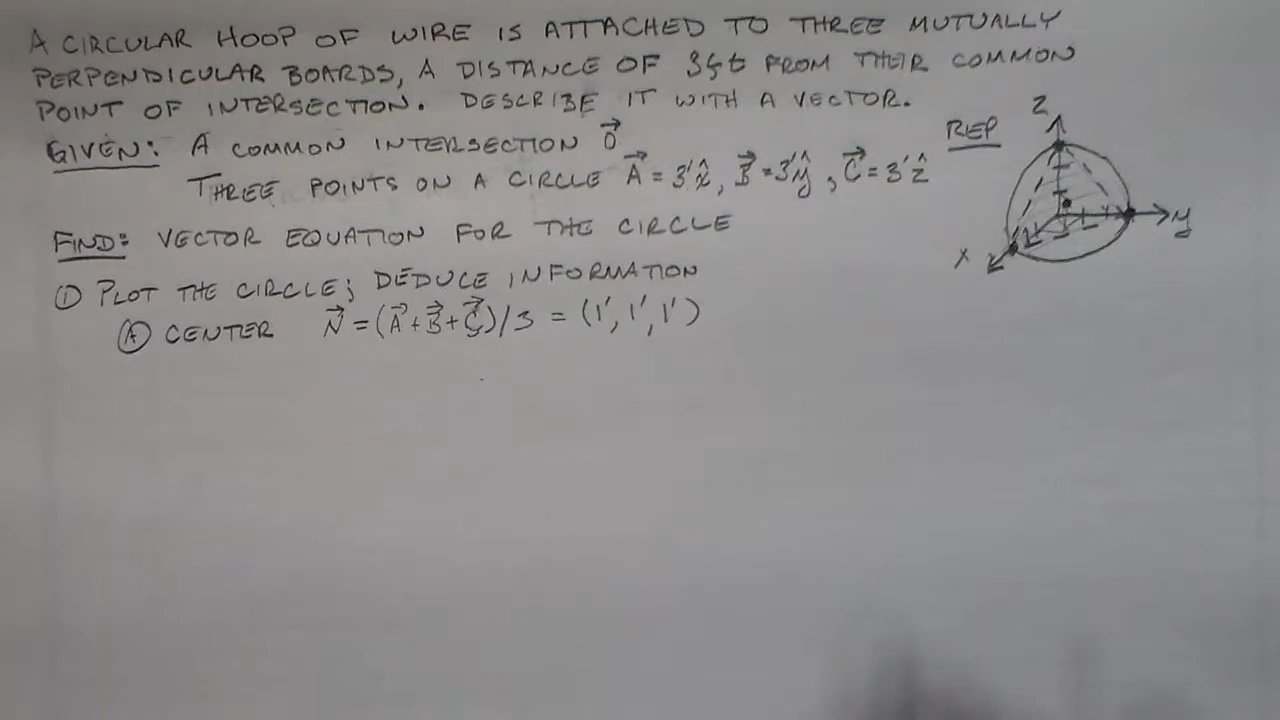 A CIRCULAR HOOP OF WIRE IS ATTACHED TO THREE MUTUALLY
PERPENDICULAR BOARDS, A DISTANCE OF 3ft FROM THEIR COMMON
POINT OF INTERSECTION. DESCRIBE IT WITH A VECTOR.
GIVEN: A COMMON INTERSECTION O⃗
THREE POINTS ON A CIRCLE A⃗ = 3'x̂, B⃗ = 3'ŷ, C⃗ = 3'ẑ
REP
Z
y
X
FIND: VECTOR EQUATION FOR THE CIRCLE
① PLOT THE CIRCLE; DEDUCE INFORMATION
Ⓐ CENTER N⃗ = (A⃗+B⃗+C⃗)/3 = (1', 1', 1')